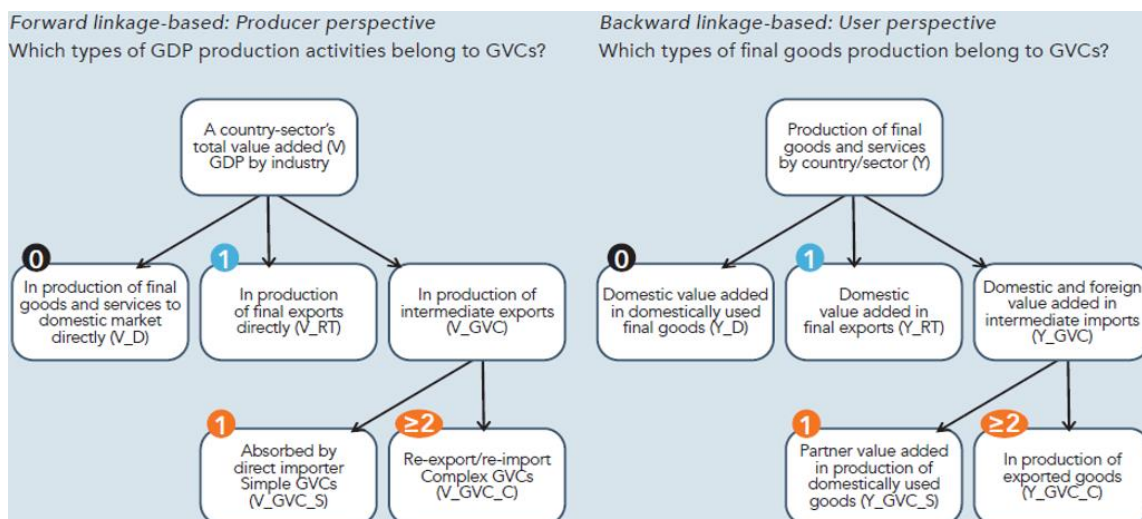 Forward linkage-based: Producer perspective
Which types of GDP production activities belong to GVCs?
A country-sector's
total value added (V)
GDP by industry
0
In production of final
goods and services to
domestic market
directly (V_D)
1
In production
of final exports
directly (V_RT)
In production of
intermediate exports
(V_GVC)
1
Absorbed by
direct importer
Simple GVCs
(V_GVC_S)
≥2
Re-export/re-import
Complex GVCs
(V_GVC_C)
Backward linkage-based: User perspective
Which types of final goods production belong to GVCs?
Production of final
goods and services
by country/sector (Y)
0
Domestic value added
in domestically used
final goods (Y_D)
1
Domestic
value added in
final exports (Y_RT)
Domestic and foreign
value added in
intermediate imports
(Y_GVC)
1
Partner value added
in production of
domestically used
goods (Y_GVC_S)
≥2
In production of
exported goods
(Y_GVC_C)